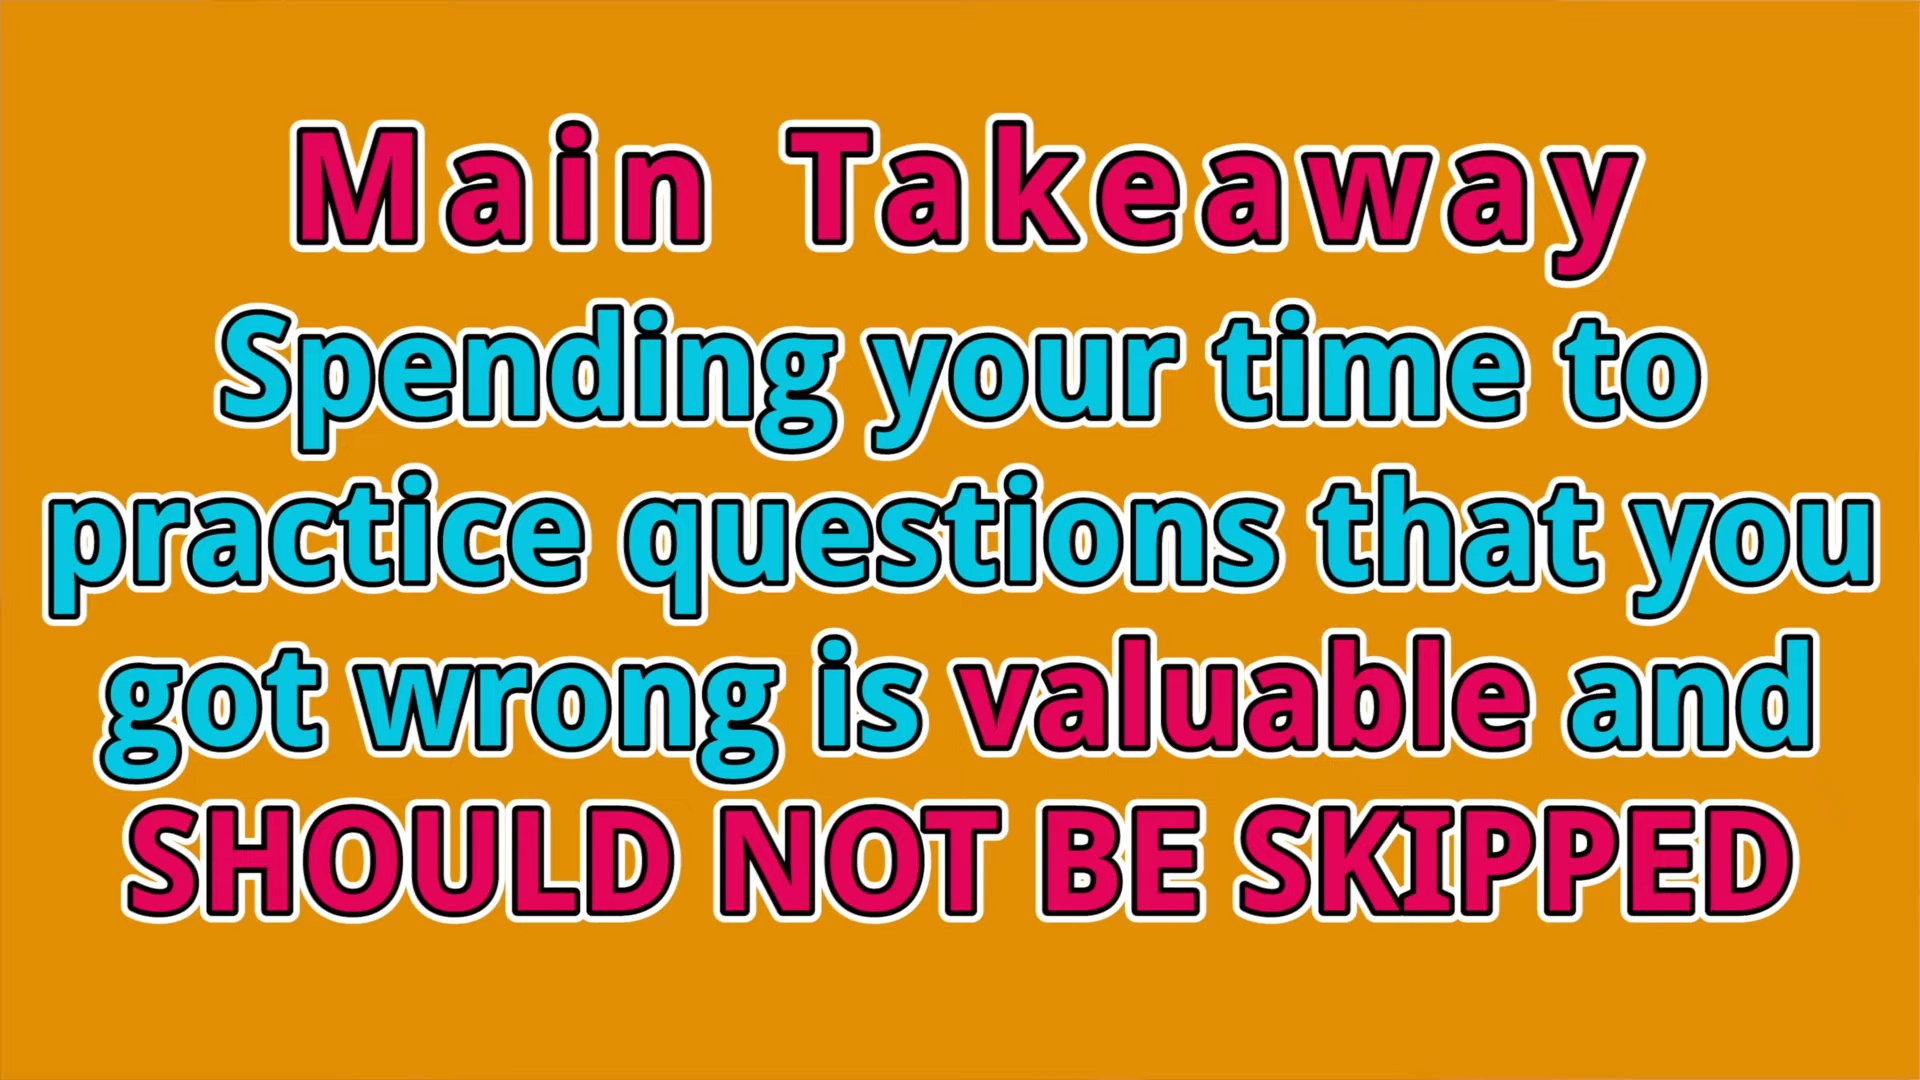 Main Takeaway
Spending your time to
practice questions that you
got wrong is valuable and
SHOULD NOT BE SKIPPED